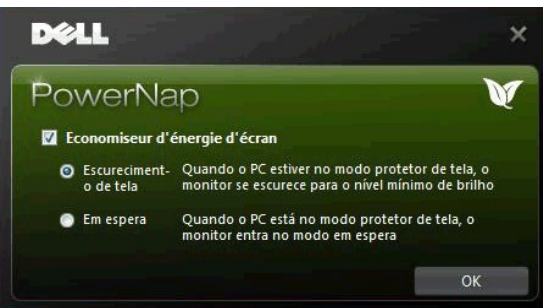 DELL
PowerNap
Economiseur d'énergie d'écran
Escureciment-
o de tela
Quando o PC estiver no modo protetor de tela, o
monitor se escurece para o nível mínimo de brilho
Em espera
Quando o PC está no modo protetor de tela, o
monitor entra no modo em espera
OK